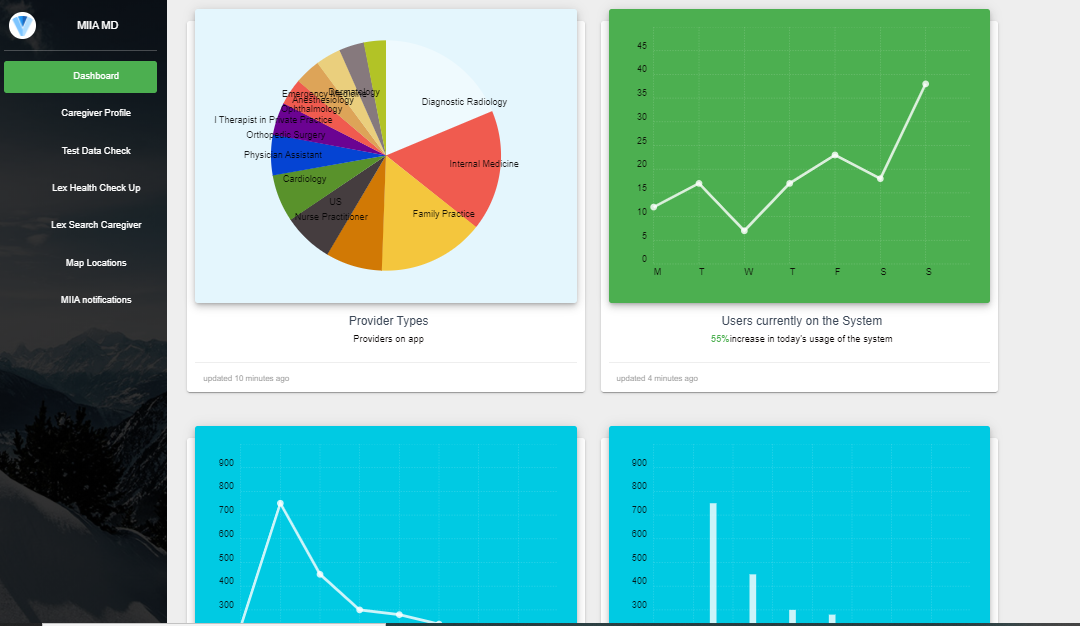 MIIA MD
Dashboard
Caregiver Profile
Test Data Check
Lex Health Check Up
Lex Search Caregiver
Map Locations
MIIA notifications
Diagnostic Radiology
Internal Medicine
Family Practice
Nurse Practitioner
US
Cardiology
Physician Assistant
Orthopedic Surgery
l Therapist in Private Practice
hthalmology
Anesthesiology
Emergency Medicine
Dermatology
Provider Types
Providers on app
updated 10 minutes ago
45
40
35
30
25
20
15
10
5
0
M T W T F S S
Users currently on the System
55%increase in today's usage of the system
updated 4 minutes ago
900
800
700
600
500
400
300
900
800
700
600
500
400
300